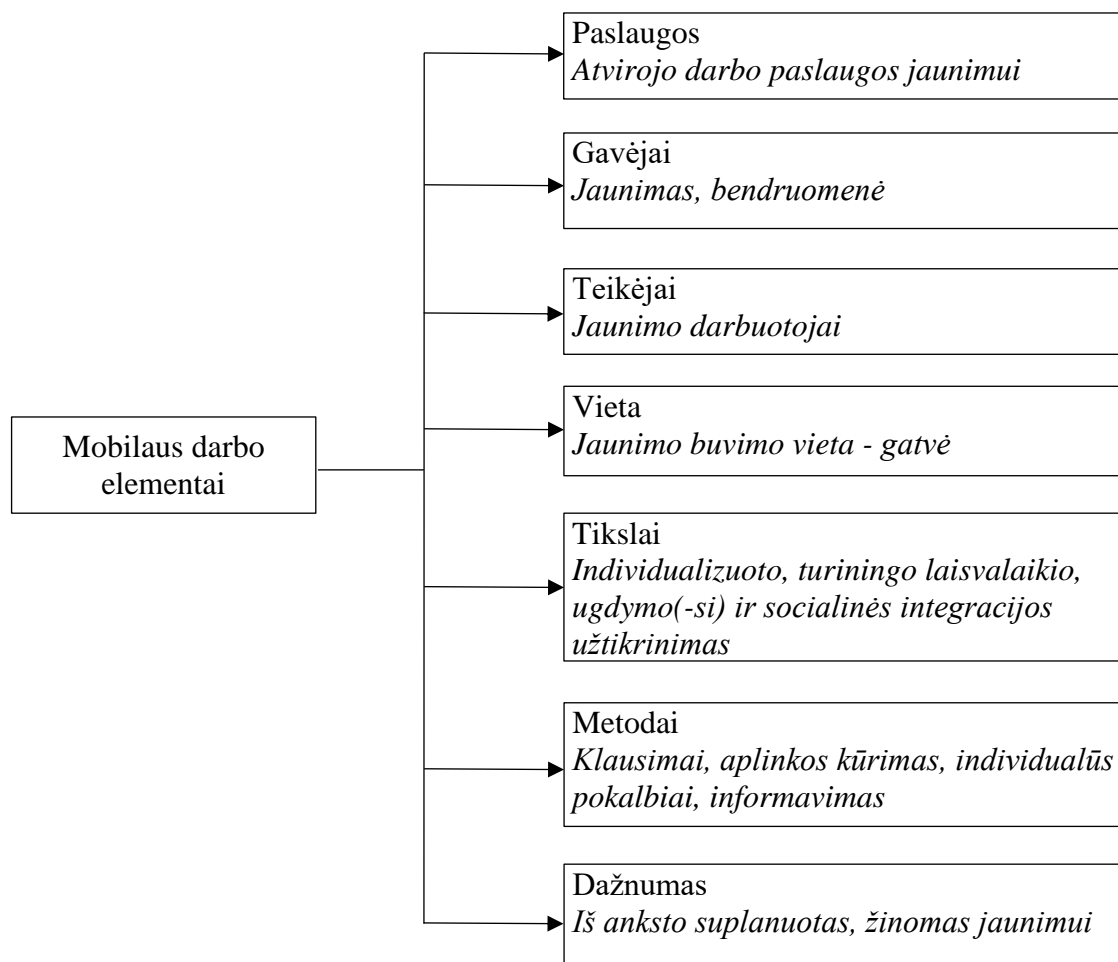 Paslaugos
Atvirojo darbo paslaugos jaunimui
Gavėjai
Jaunimas, bendruomenė
Teikėjai
Jaunimo darbuotojai
Vieta
Jaunimo buvimo vieta - gatvė
Mobilaus darbo
elementai
Tikslai
Individualizuoto, turiningo laisvalaikio,
ugdymo(-si) ir socialinės integracijos
užtikrinimas
Metodai
Klausimai, aplinkos kūrimas, individualūs
pokalbiai, informavimas
Dažnumas
Iš anksto suplanuotas, žinomas jaunimui